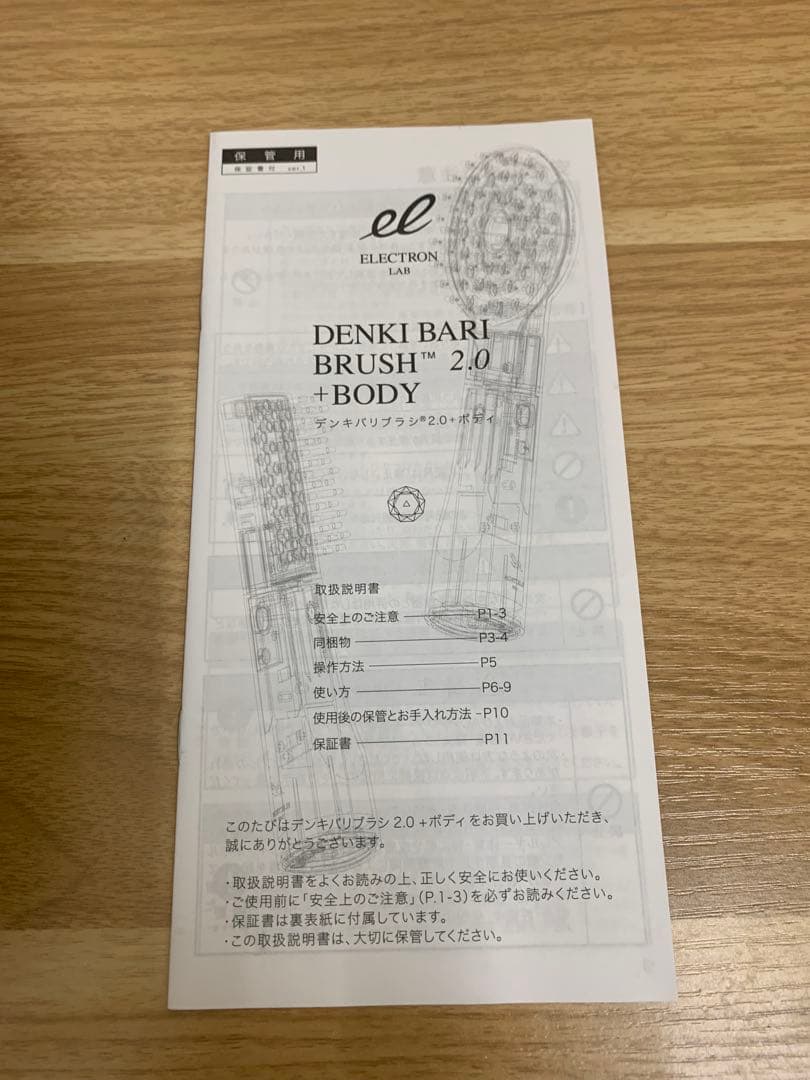 保管用
保証書付 ver.1
el
ELECTRON
LAB
DENKI BARI
BRUSH™ 2.0
+BODY
デンキバリブラシ®2.0+ボディ
取扱説明書
安全上のご注意 ——— P1-3
同梱物 ——— P3-4
操作方法 ——— P5
使い方 ——— P6-9
使用後の保管とお手入れ方法 - P10
保証書 ——— P11
このたびはデンキバリブラシ 2.0 +ボディをお買い上げいただき、
誠にありがとうございます。
・取扱説明書をよくお読みの上、正しく安全にお使いください。
・ご使用前に「安全上のご注意」(P.1-3)を必ずお読みください。
・保証書は裏表紙に付属しています。
・この取扱説明書は、大切に保管してください。